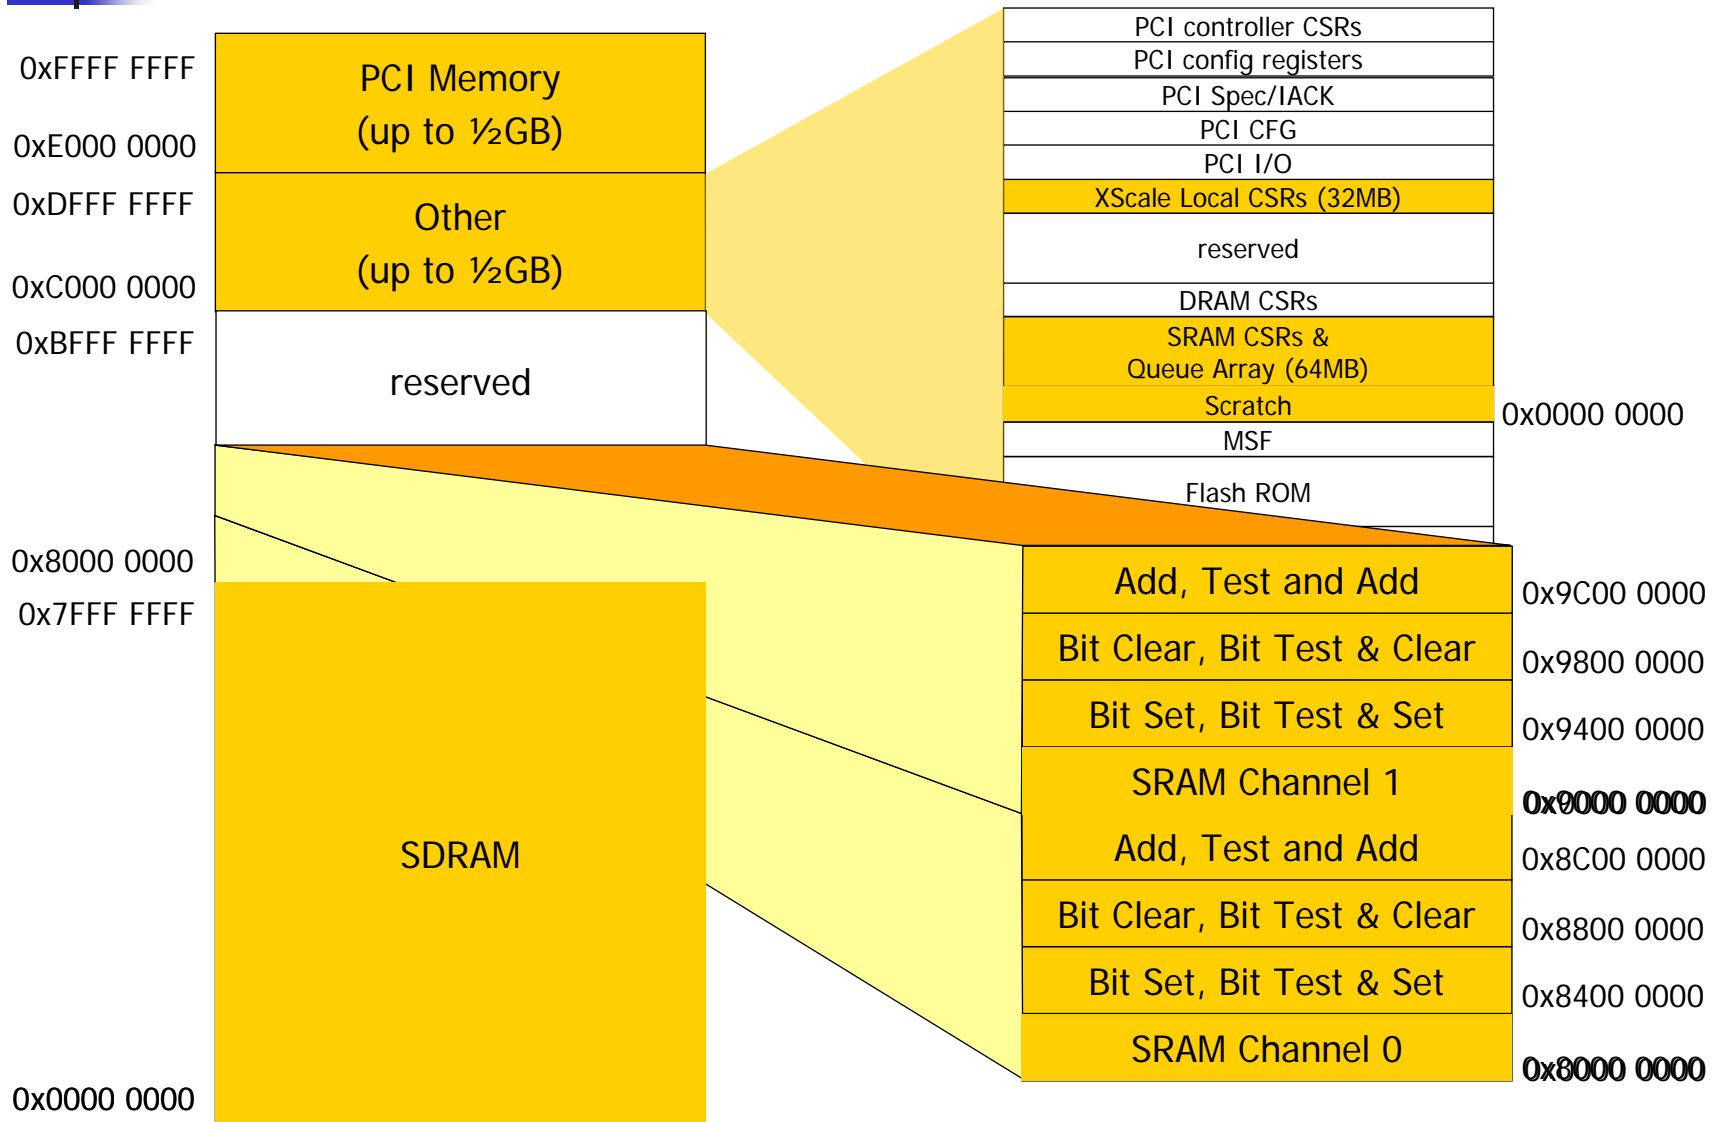 0xFFFF FFFF
0xE000 0000
0xDFFF FFFF
0xC000 0000
0xBFFF FFFF
0x8000 0000
0x7FFF FFFF
0x0000 0000
PCI Memory
(up to ½GB)
Other
(up to ½GB)
reserved
SDRAM
PCI controller CSRs
PCI config registers
PCI Spec/IACK
PCI CFG
PCI I/O
XScale Local CSRs (32MB)
reserved
DRAM CSRs
SRAM CSRs &
Queue Array (64MB)
Scratch
0x0000 0000
MSF
Flash ROM
Add, Test and Add
0x9C00 0000
Bit Clear, Bit Test & Clear
0x9800 0000
Bit Set, Bit Test & Set
0x9400 0000
SRAM Channel 1
0000 0000
Add, Test and Add
0x8C00 0000
Bit Clear, Bit Test & Clear
0x8800 0000
Bit Set, Bit Test & Set
0x8400 0000
SRAM Channel 0
0x8000 0000